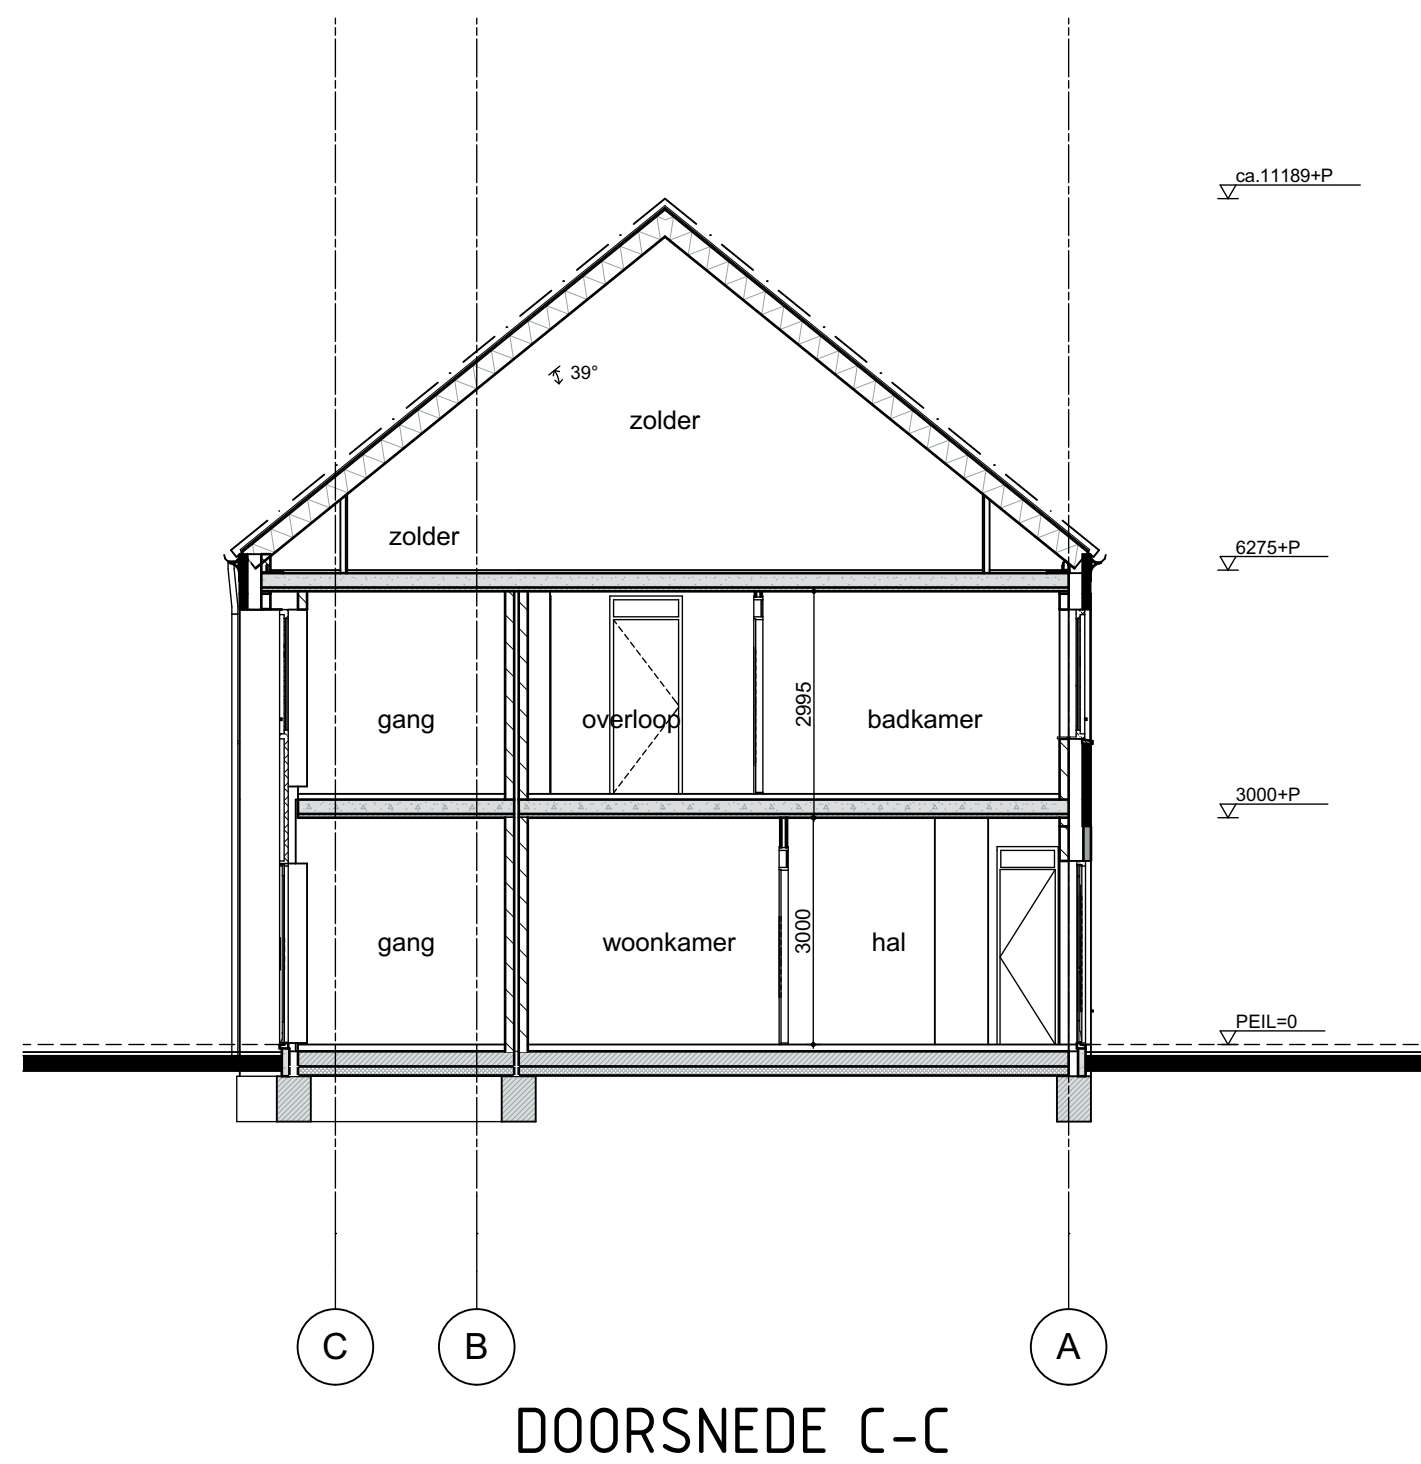 ca.11189+P
39°
zolder
zolder
6275+P
2995
gang
overloop
badkamer
3000+P
3000
gang
woonkamer
hal
PEIL=0
C
B
A
DOORSNEDE C-C